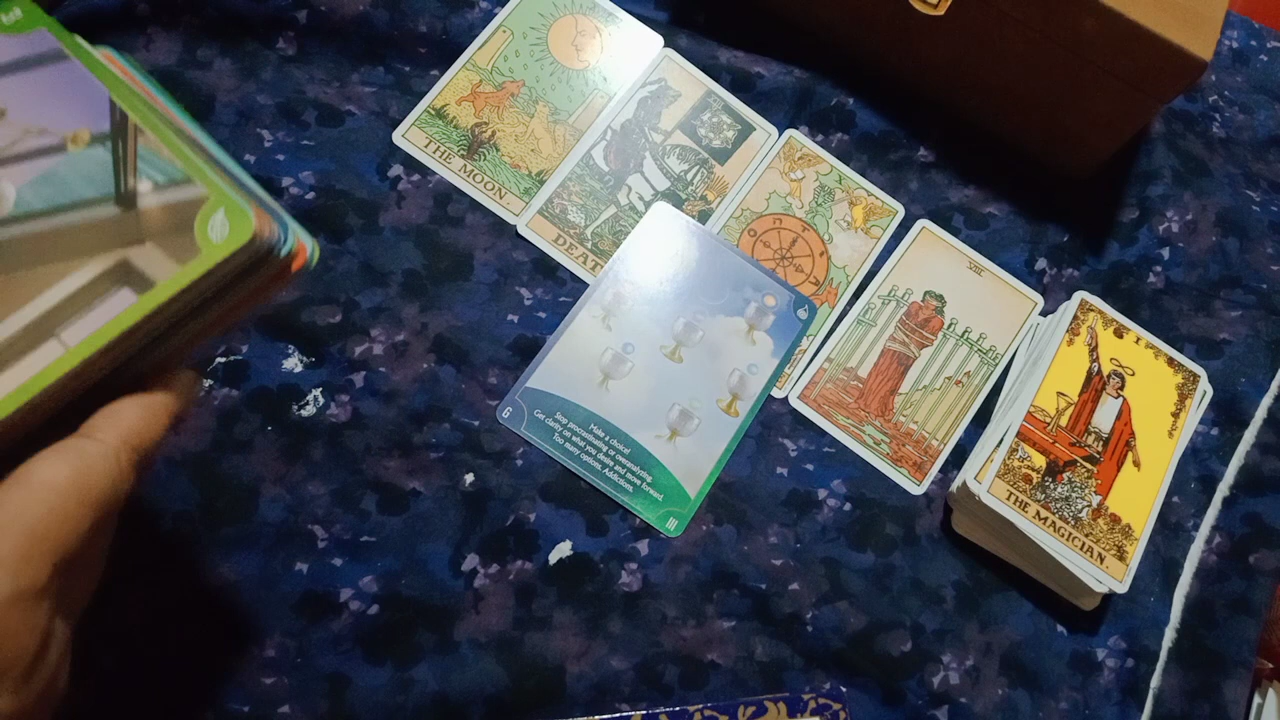 THE MOON.
DEAT
VIII
I
THE MAGICIAN.
Make a choice!
Stop procrastinating or overanalyzing.
Get clarity on what you desire and move forward.
Too many options. Addictions.
G
III